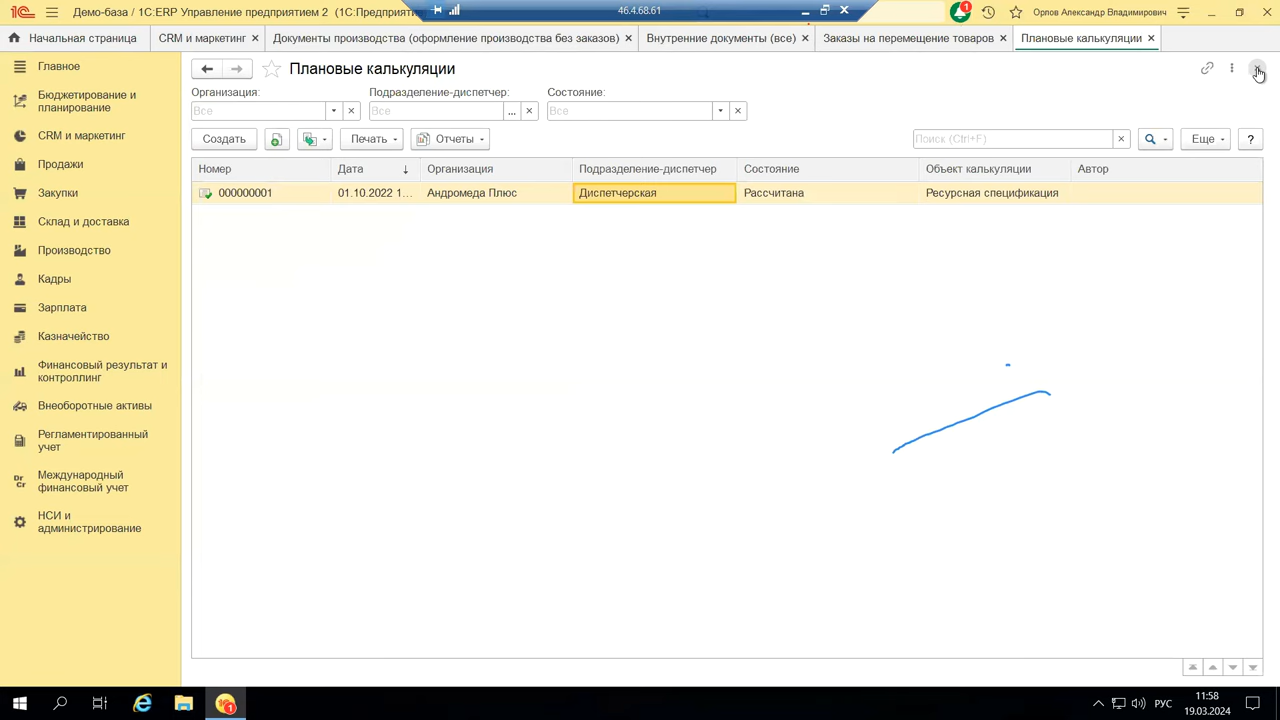 Демо-база / 1С:ERP Управление предприятием 2 (1С:Предприяти
46.4.68.61
1
Орлов Александр Владимирович
Начальная страница
CRM и маркетинг
Документы производства (оформление производства без заказов)
Внутренние документы (все)
Заказы на перемещение товаров
Плановые калькуляции
Главное
Бюджетирование и
планирование
CRM и маркетинг
Продажи
Закупки
Склад и доставка
Производство
Кадры
Зарплата
Казначейство
Финансовый результат и
контроллинг
Внеоборотные активы
Регламентированный
учет
Международный
финансовый учет
НСИ и
администрирование
Плановые калькуляции
Организация:
Подразделение-диспетчер:
Состояние:
Все
Все
...
Все
Создать
Печать
Отчеты
Поиск (Ctrl+F)
Еще
?
Номер
Дата
Организация
Подразделение-диспетчер
Состояние
Объект калькуляции
Автор
000000001
01.10.2022 1...
Андромеда Плюс
Диспетчерская
Рассчитана
Ресурсная спецификация
РУС
11:58
19.03.2024